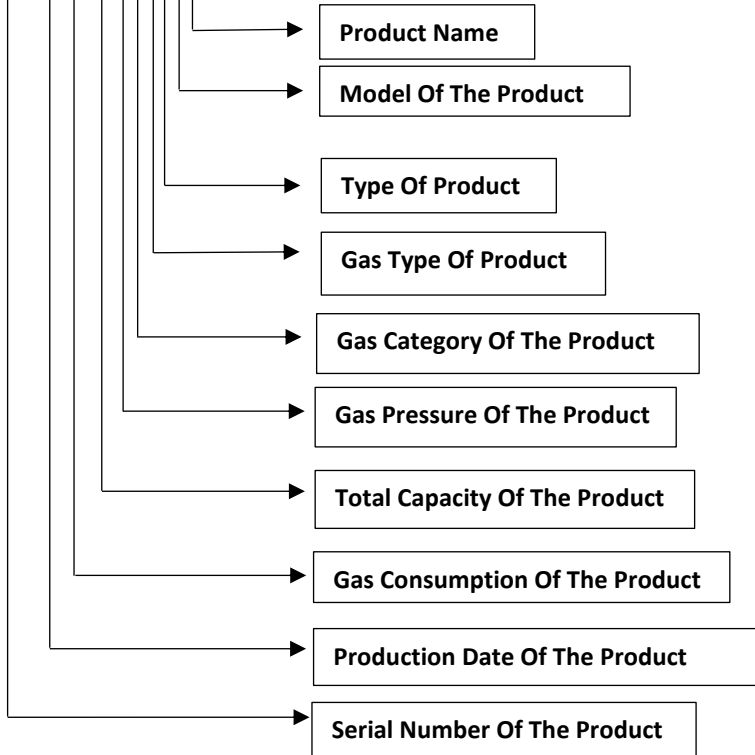 Product Name
Model Of The Product
Type Of Product
Gas Type Of Product
Gas Category Of The Product
Gas Pressure Of The Product
Total Capacity Of The Product
Gas Consumption Of The Product
Production Date Of The Product
Serial Number Of The Product